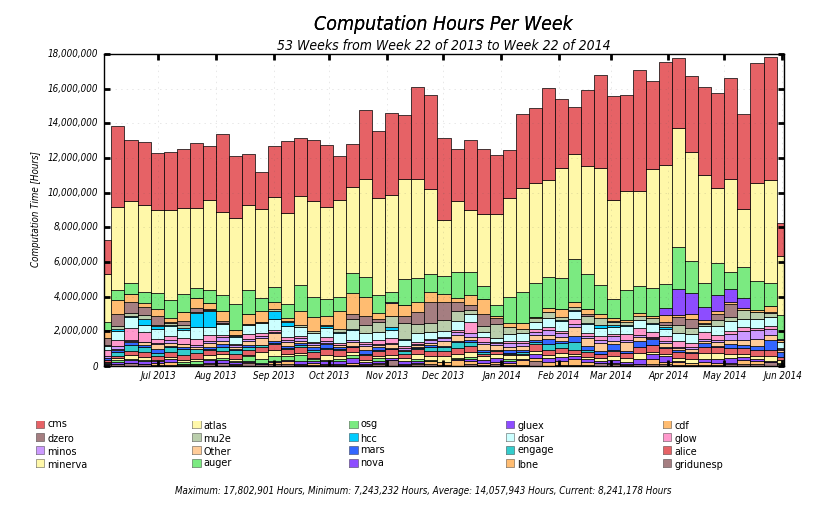 Computation Hours Per Week
53 Weeks from Week 22 of 2013 to Week 22 of 2014
Computation Time [Hours]
18,000,000
16,000,000
14,000,000
12,000,000
10,000,000
8,000,000
6,000,000
4,000,000
2,000,000
0
Jul 2013 Aug 2013 Sep 2013 Oct 2013 Nov 2013 Dec 2013 Jan 2014 Feb 2014 Mar 2014 Apr 2014 May 2014 Jun 2014
cms atlas osg gluex cdf
dzero mu2e hcc dosar glow
minos Other mars engage alice
minerva auger nova lbne gridunesp
Maximum: 17,802,901 Hours, Minimum: 7,243,232 Hours, Average: 14,057,943 Hours, Current: 8,241,178 Hours